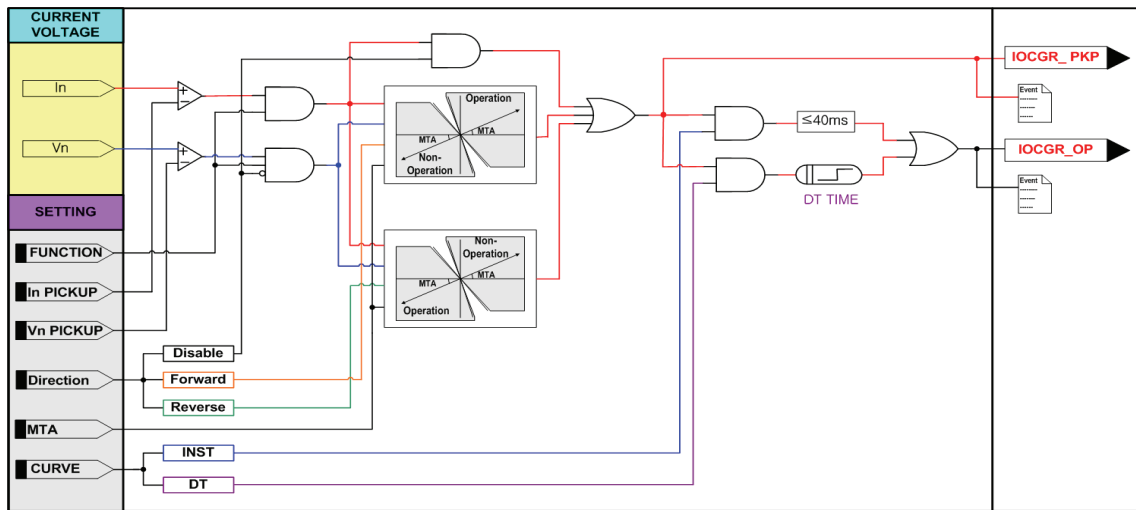 CURRENT
VOLTAGE
In
Vn
SETTING
FUNCTION
In PICKUP
Vn PICKUP
Direction
MTA
CURVE
Disable
Forward
Reverse
INST
DT
+
−
+
−
Operation
MTA
MTA
Non-
Operation
Non-
Operation
MTA
MTA
Operation
≤40ms
DT TIME
IOCGR_ PKP
Event
IOCGR_OP
Event